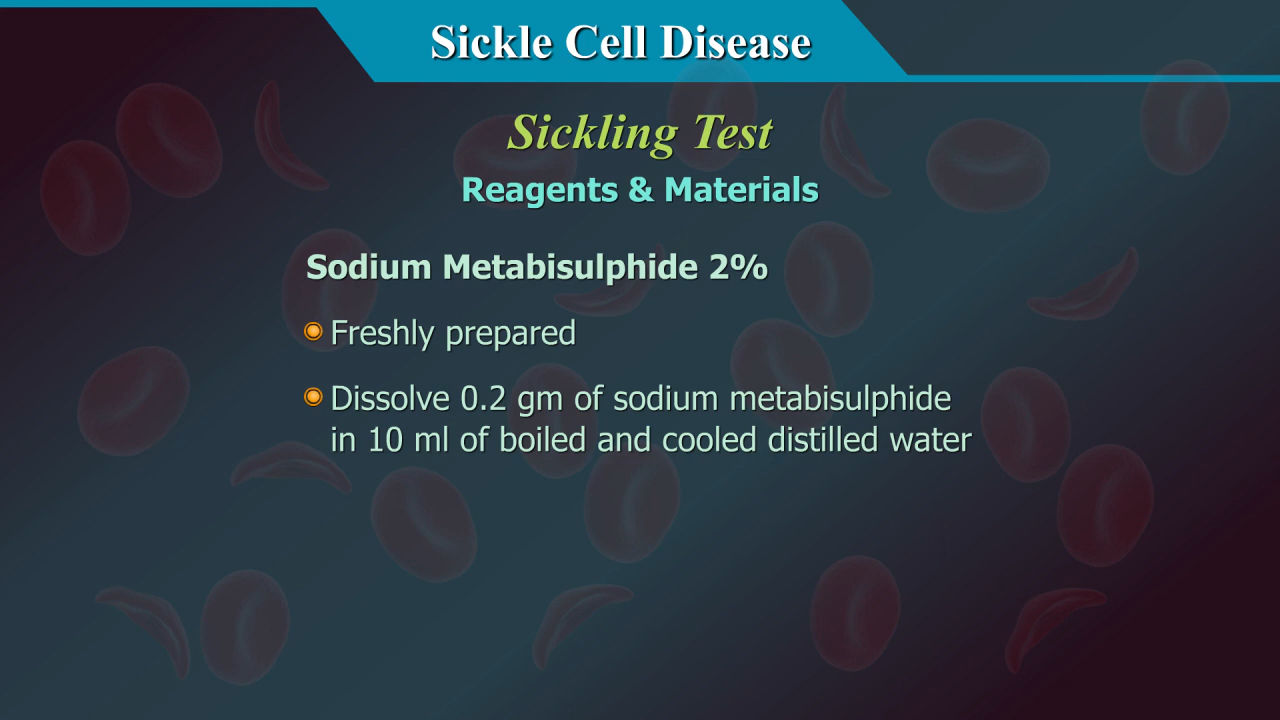 Sickle Cell Disease
Sickling Test
Reagents & Materials
Sodium Metabisulphide 2%
Freshly prepared
Dissolve 0.2 gm of sodium metabisulphide
in 10 ml of boiled and cooled distilled water